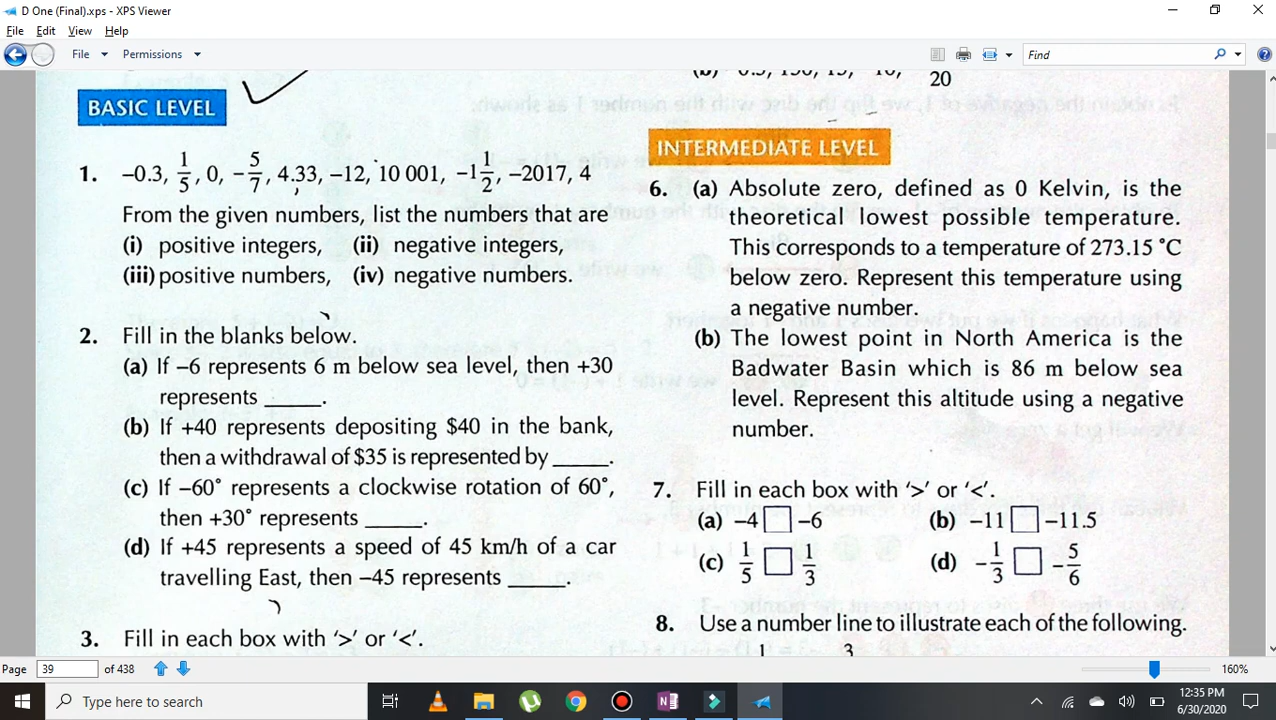 D One (Final).xps - XPS Viewer
File Edit View Help
File Permissions Find
BASIC LEVEL
1. −0.3, 1/5, 0, −5/7, 4.33, −12, 10 001, −1 1/2, −2017, 4
From the given numbers, list the numbers that are
(i) positive integers, (ii) negative integers,
(iii) positive numbers, (iv) negative numbers.
2. Fill in the blanks below.
(a) If −6 represents 6 m below sea level, then +30
represents _____.
(b) If +40 represents depositing $40 in the bank,
then a withdrawal of $35 is represented by _____.
(c) If −60° represents a clockwise rotation of 60°,
then +30° represents _____.
(d) If +45 represents a speed of 45 km/h of a car
travelling East, then −45 represents _____.
3. Fill in each box with '>' or '<'.
20
INTERMEDIATE LEVEL
6. (a) Absolute zero, defined as 0 Kelvin, is the
theoretical lowest possible temperature.
This corresponds to a temperature of 273.15 °C
below zero. Represent this temperature using
a negative number.
(b) The lowest point in North America is the
Badwater Basin which is 86 m below sea
level. Represent this altitude using a negative
number.
7. Fill in each box with '>' or '<'.
(a) −4 □ −6 (b) −11 □ −11.5
(c) 1/5 □ 1/3 (d) −1/3 □ −5/6
8. Use a number line to illustrate each of the following.
Page 39 of 438 160%
Type here to search
12:35 PM
6/30/2020